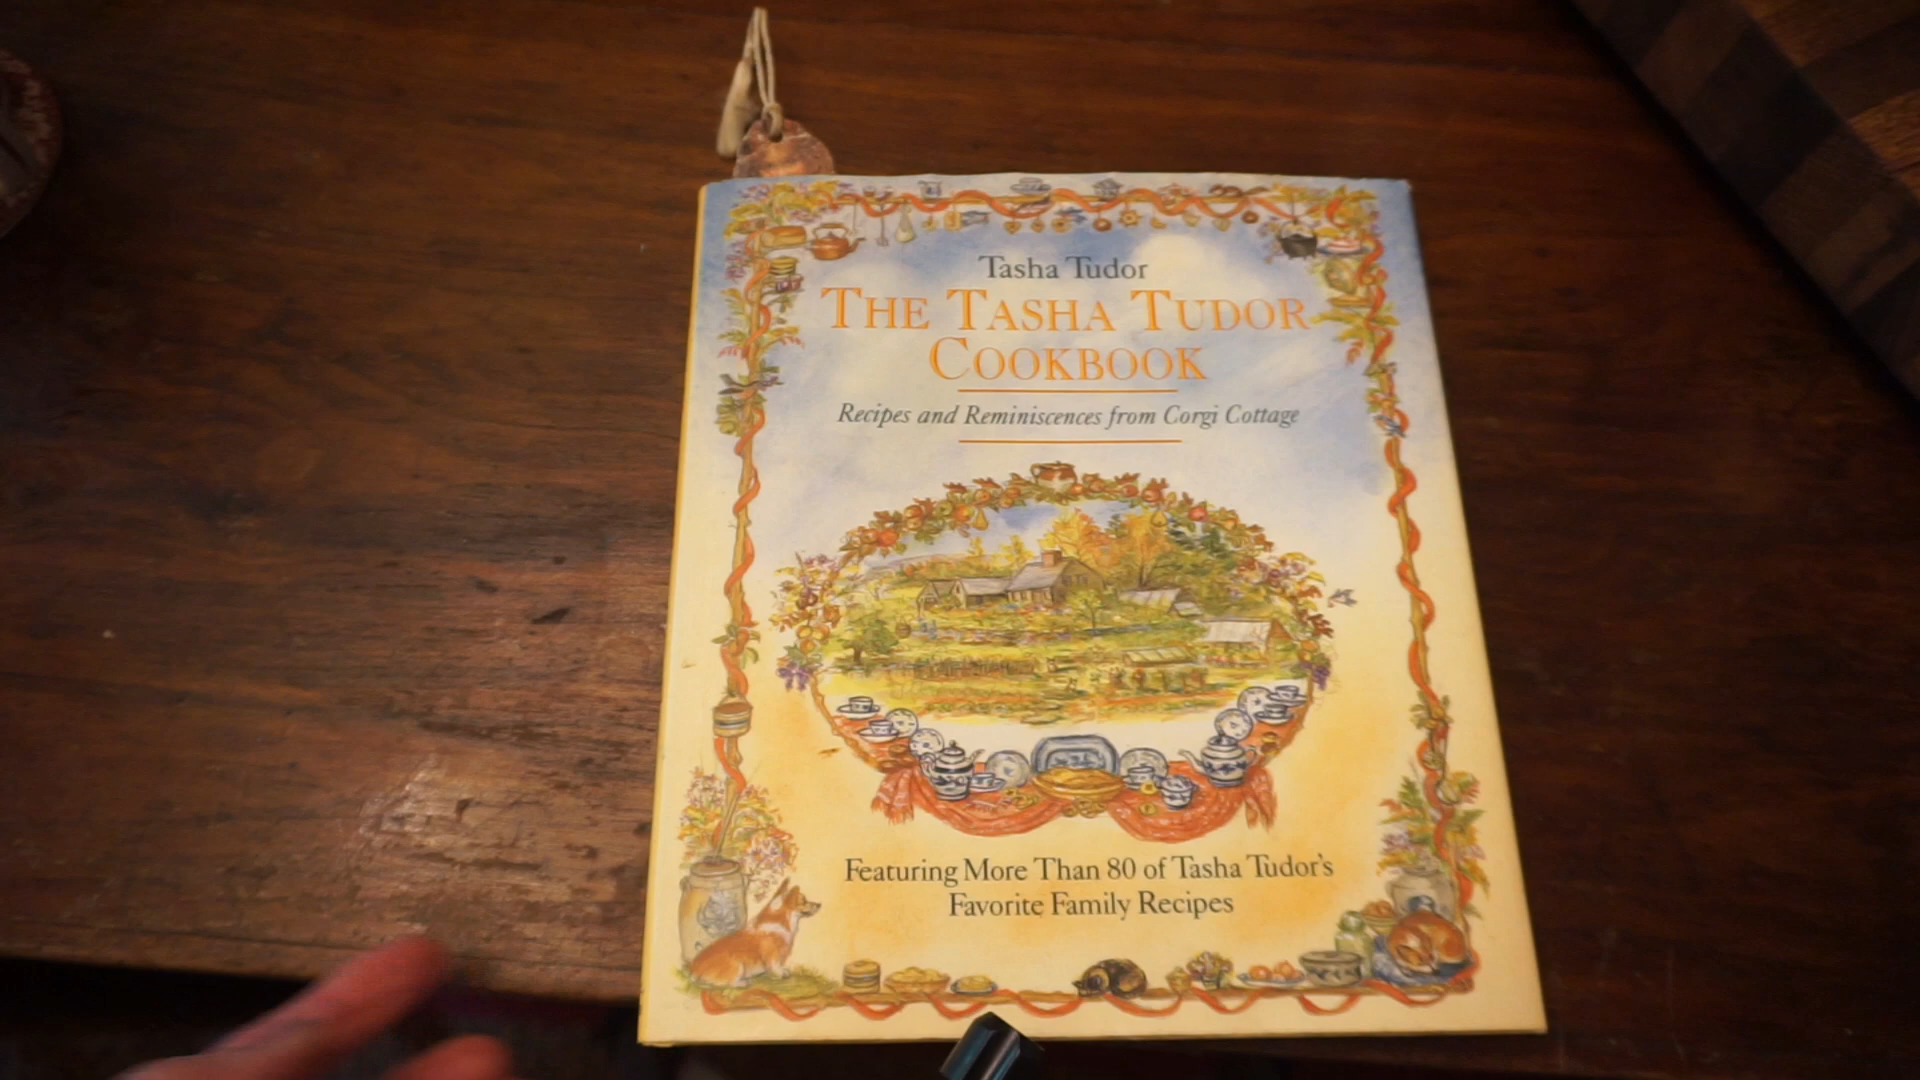 Tasha Tudor
THE TASHA TUDOR
COOKBOOK
Recipes and Reminiscences from Corgi Cottage
Featuring More Than 80 of Tasha Tudor's
Favorite Family Recipes